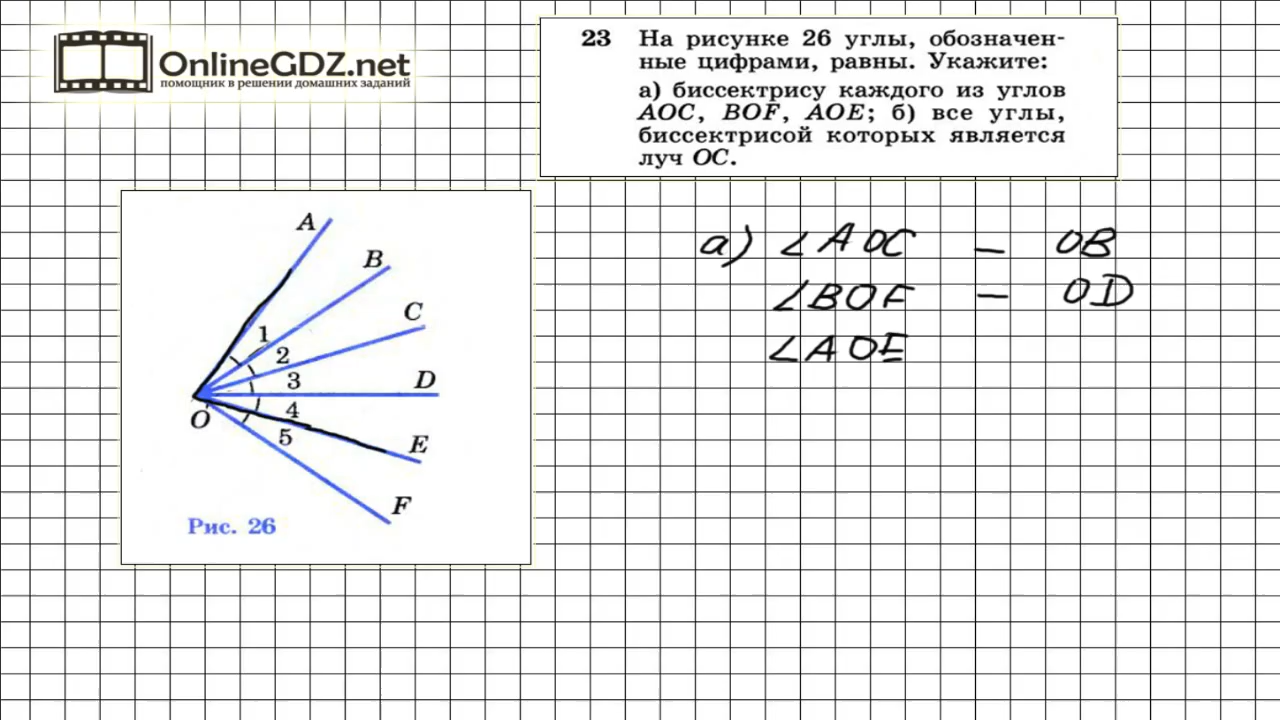 OnlineGDZ.net
помощник в решении домашних заданий
23 На рисунке 26 углы, обозначен-
ные цифрами, равны. Укажите:
а) биссектрису каждого из углов
AOC, BOF, AOE; б) все углы,
биссектрисой которых является
луч OC.
A
B
C
D
E
F
O
1
2
3
4
5
Рис. 26
а) ∠AOC – OB
∠BOF – OD
∠AOE